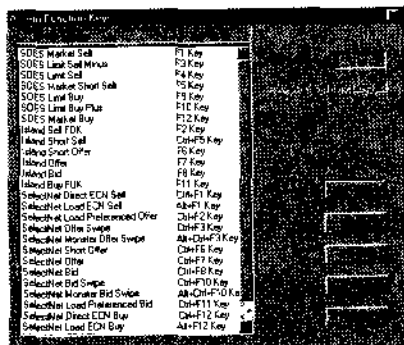 Function Keys
SOES Market Sell F1 Key
SOES Limit Sell Minus F3 Key
SOES Limit Sell F4 Key
SOES Market Short Sell F5 Key
SOES Limit Buy F9 Key
SOES Limit Buy Plus F10 Key
SOES Market Buy F12 Key
Island Sell FOK F2 Key
Island Short Sell Ctrl+F5 Key
Island Short Offer F6 Key
Island Offer F7 Key
Island Bid F8 Key
Island Buy FOK F11 Key
SelectNet Direct ECN Sell Ctrl+F1 Key
SelectNet Load ECN Sell Alt+F1 Key
SelectNet Load Preferenced Offer Ctrl+F2 Key
SelectNet Offer Swipe Ctrl+F3 Key
SelectNet Monster Offer Swipe Alt+Ctrl+F3 Key
SelectNet Short Offer Ctrl+F6 Key
SelectNet Offer Ctrl+F7 Key
SelectNet Bid Ctrl+F8 Key
SelectNet Bid Swipe Ctrl+F10 Key
SelectNet Monster Bid Swipe Alt+Ctrl+F10 Key
SelectNet Load Preferenced Bid Ctrl+F11 Key
SelectNet Direct ECN Buy Ctrl+F12 Key
SelectNet Load ECN Buy Alt+F12 Key